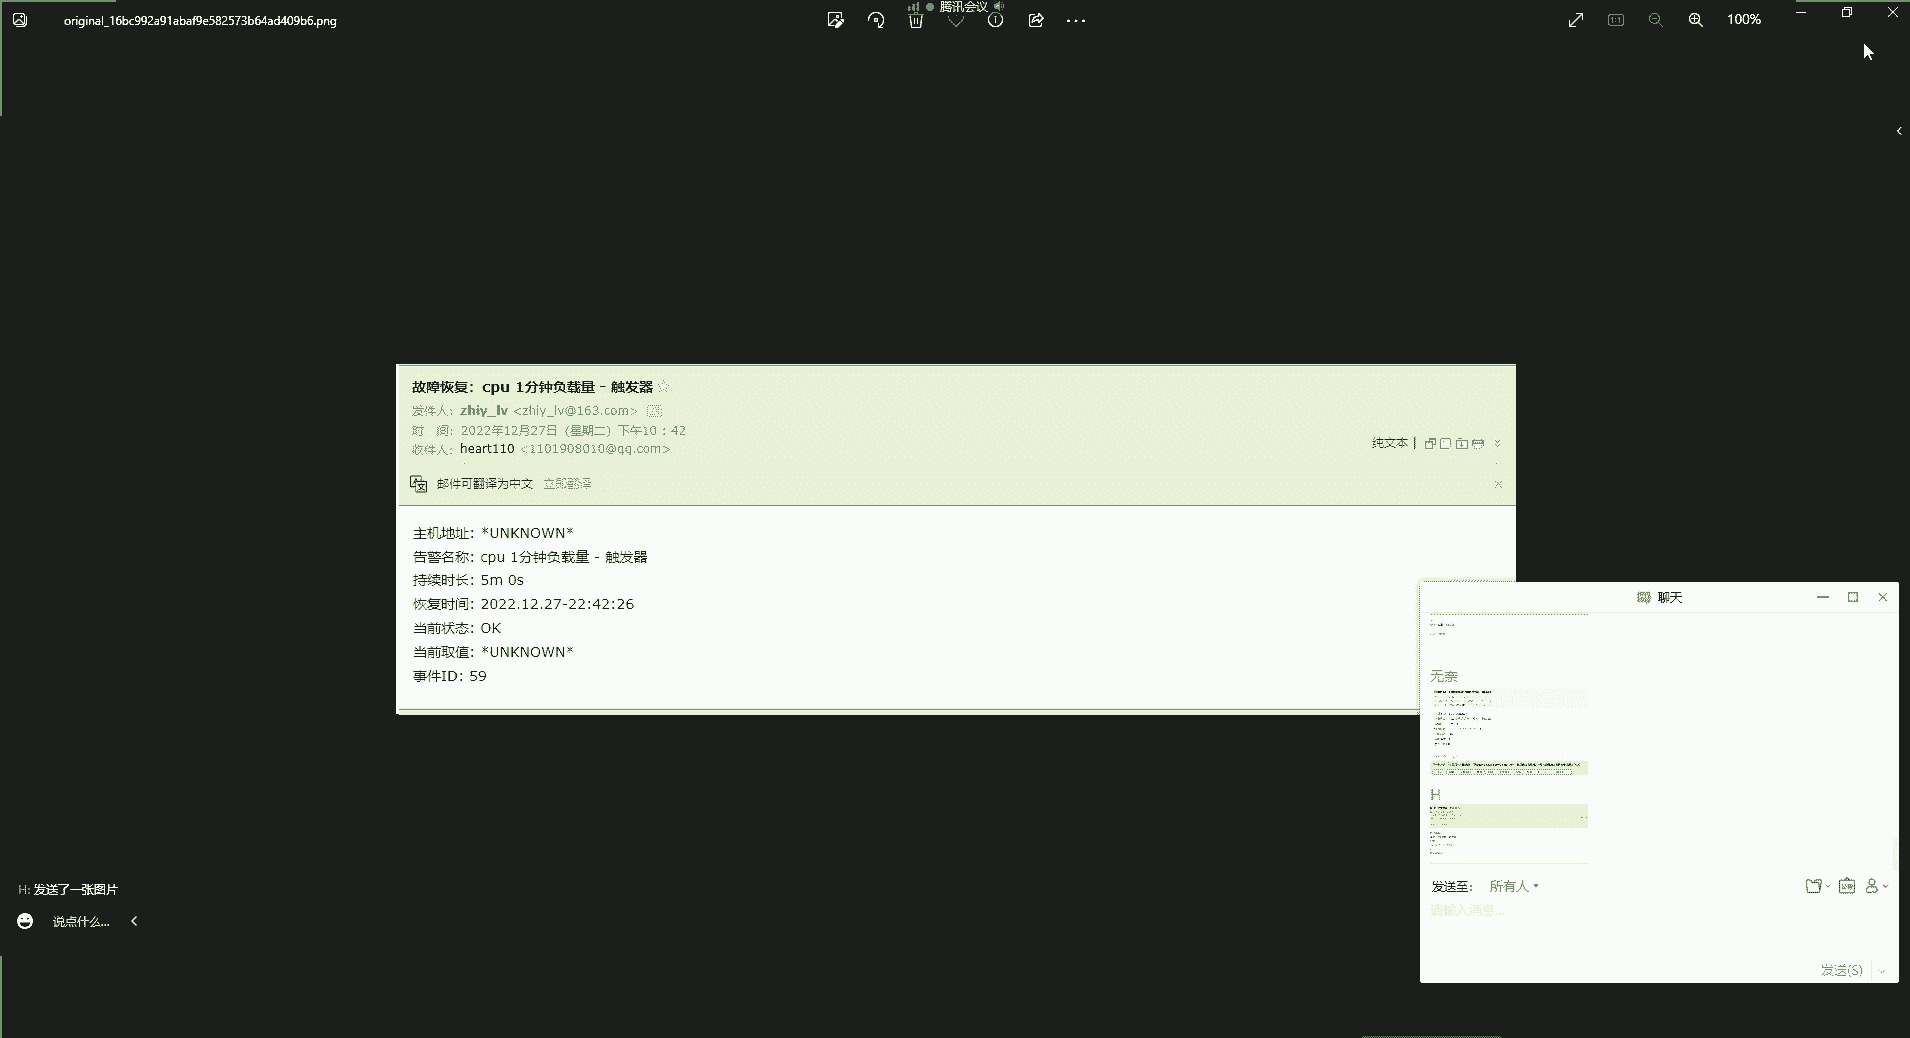 original_16bc992a91abaf9e582573b64ad409b6.png
腾讯会议
1:1
100%
故障恢复：cpu 1分钟负载量 - 触发器
发件人：zhiy_lv <zhiy_lv@163.com>
时 间：2022年12月27日（星期二）下午10：42
收件人：heart110 <1101908010@qq.com>
纯文本 |
邮件可翻译为中文 立即翻译
主机地址：*UNKNOWN*
告警名称：cpu 1分钟负载量 - 触发器
持续时长：5m 0s
恢复时间：2022.12.27-22:42:26
当前状态：OK
当前取值：*UNKNOWN*
事件ID：59
聊天
无奈
H
发送至： 所有人
请输入消息...
发送(S)
H: 发送了一张图片
说点什么...